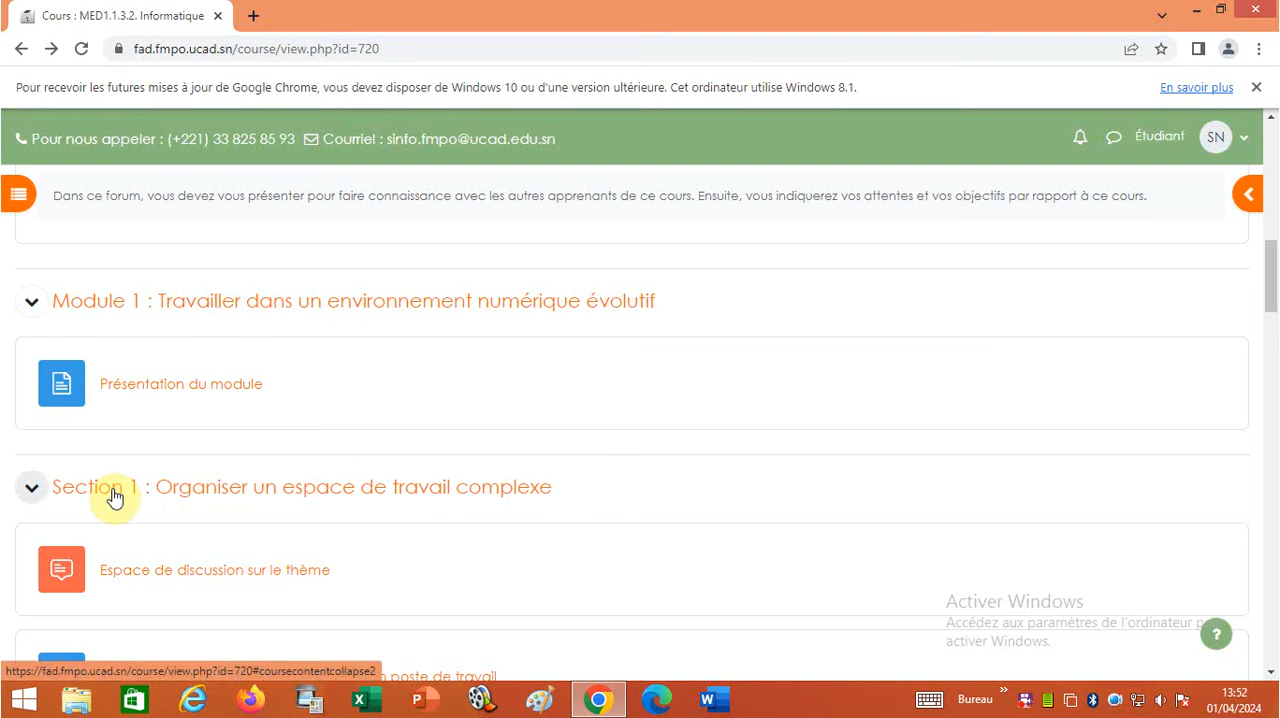 Cours : MED1.1.3.2. Informatique
fad.fmpo.ucad.sn/course/view.php?id=720
Pour recevoir les futures mises à jour de Google Chrome, vous devez disposer de Windows 10 ou d'une version ultérieure. Cet ordinateur utilise Windows 8.1.
En savoir plus
Pour nous appeler : (+221) 33 825 85 93 Courriel : sinfo.fmpo@ucad.edu.sn
Étudiant SN
Dans ce forum, vous devez vous présenter pour faire connaissance avec les autres apprenants de ce cours. Ensuite, vous indiquerez vos attentes et vos objectifs par rapport à ce cours.
Module 1 : Travailler dans un environnement numérique évolutif
Présentation du module
Section 1 : Organiser un espace de travail complexe
Espace de discussion sur le thème
Activer Windows
Accédez aux paramètres de l'ordinateur
activer Windows.
?
https://fad.fmpo.ucad.sn/course/view.php?id=720#coursecontentcollapse2
poste de travail
Bureau
13:52
01/04/2024